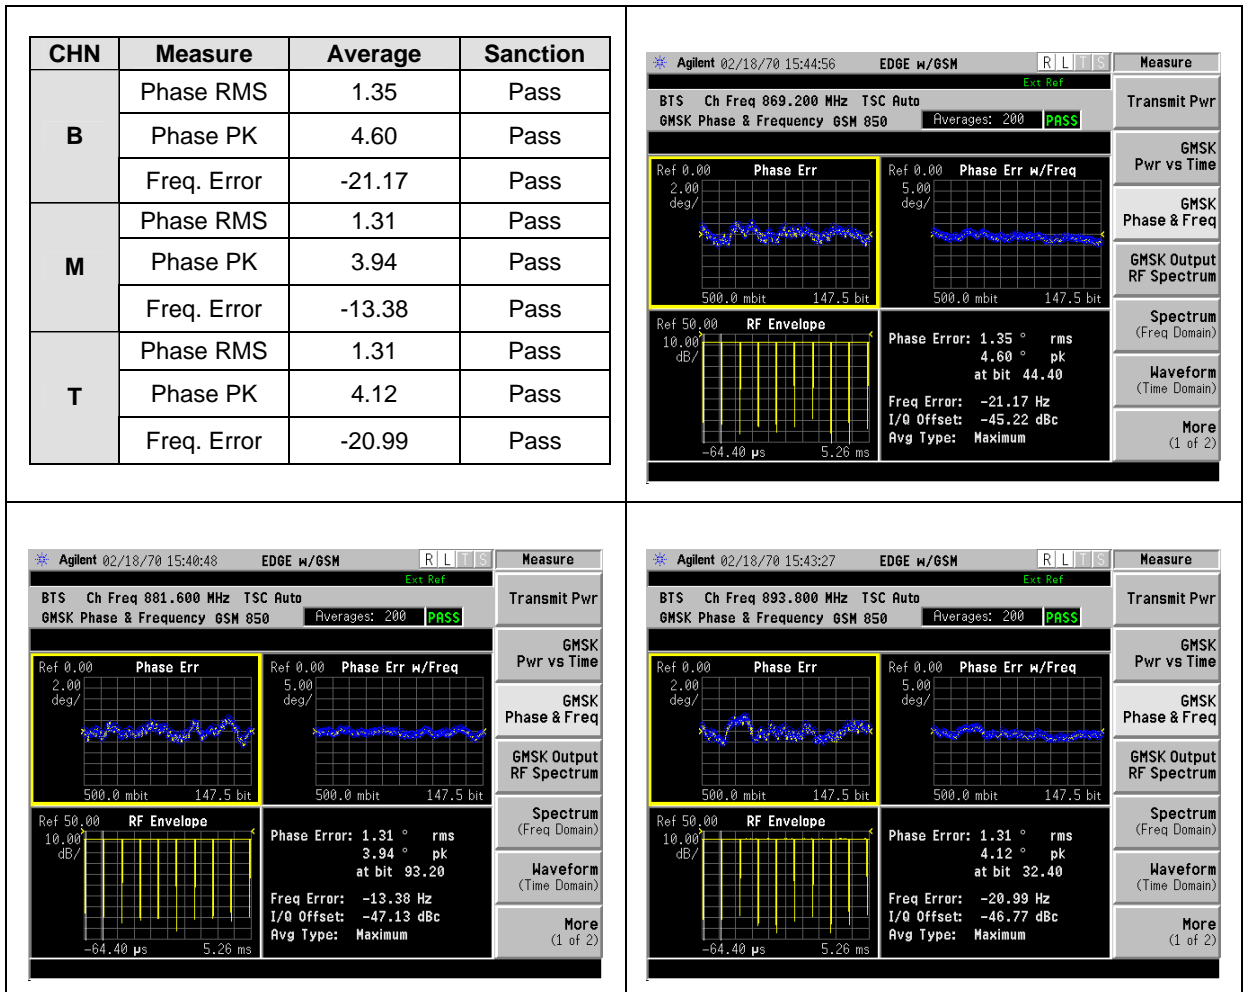 CHN Measure Average Sanction
B
Phase RMS 1.35 Pass
Phase PK 4.60 Pass
Freq. Error -21.17 Pass
M
Phase RMS 1.31 Pass
Phase PK 3.94 Pass
Freq. Error -13.38 Pass
T
Phase RMS 1.31 Pass
Phase PK 4.12 Pass
Freq. Error -20.99 Pass
Agilent 02/18/70 15:44:56 EDGE w/GSM R L T S Measure
Ext Ref
BTS Ch Freq 869.200 MHz TSC Auto
GMSK Phase & Frequency GSM 850 Averages: 200 PASS
Ref 0.00 Phase Err
2.00
deg/
500.0 mbit 147.5 bit
Ref 0.00 Phase Err w/Freq
5.00
deg/
500.0 mbit 147.5 bit
Ref 50.00 RF Envelope
10.00
dB/
-64.40 µs 5.26 ms
Phase Error: 1.35 ° rms
4.60 ° pk
at bit 44.40
Freq Error: -21.17 Hz
I/Q Offset: -45.22 dBc
Avg Type: Maximum
Transmit Pwr
GMSK
Pwr vs Time
GMSK
Phase & Freq
GMSK Output
RF Spectrum
Spectrum
(Freq Domain)
Waveform
(Time Domain)
More
(1 of 2)
Agilent 02/18/70 15:40:48 EDGE w/GSM R L T S Measure
Ext Ref
BTS Ch Freq 881.600 MHz TSC Auto
GMSK Phase & Frequency GSM 850 Averages: 200 PASS
Ref 0.00 Phase Err
2.00
deg/
500.0 mbit 147.5 bit
Ref 0.00 Phase Err w/Freq
5.00
deg/
500.0 mbit 147.5 bit
Ref 50.00 RF Envelope
10.00
dB/
-64.40 µs 5.26 ms
Phase Error: 1.31 ° rms
3.94 ° pk
at bit 93.20
Freq Error: -13.38 Hz
I/Q Offset: -47.13 dBc
Avg Type: Maximum
Transmit Pwr
GMSK
Pwr vs Time
GMSK
Phase & Freq
GMSK Output
RF Spectrum
Spectrum
(Freq Domain)
Waveform
(Time Domain)
More
(1 of 2)
Agilent 02/18/70 15:43:27 EDGE w/GSM R L T S Measure
Ext Ref
BTS Ch Freq 893.800 MHz TSC Auto
GMSK Phase & Frequency GSM 850 Averages: 200 PASS
Ref 0.00 Phase Err
2.00
deg/
500.0 mbit 147.5 bit
Ref 0.00 Phase Err w/Freq
5.00
deg/
500.0 mbit 147.5 bit
Ref 50.00 RF Envelope
10.00
dB/
-64.40 µs 5.26 ms
Phase Error: 1.31 ° rms
4.12 ° pk
at bit 32.40
Freq Error: -20.99 Hz
I/Q Offset: -46.77 dBc
Avg Type: Maximum
Transmit Pwr
GMSK
Pwr vs Time
GMSK
Phase & Freq
GMSK Output
RF Spectrum
Spectrum
(Freq Domain)
Waveform
(Time Domain)
More
(1 of 2)